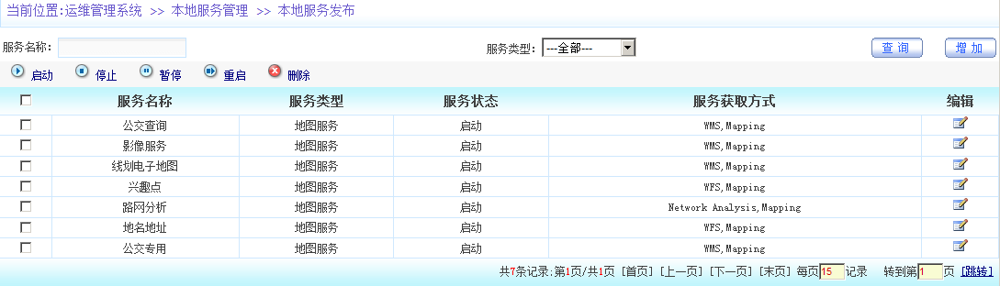 当前位置:运维管理系统 >> 本地服务管理 >> 本地服务发布
服务名称: 服务类型: ---全部--- 查询 增加
启动 停止 暂停 重启 删除
服务名称 服务类型 服务状态 服务获取方式 编辑
公交查询 地图服务 启动 WMS,Mapping
影像服务 地图服务 启动 WMS,Mapping
线划电子地图 地图服务 启动 WMS,Mapping
兴趣点 地图服务 启动 WFS,Mapping
路网分析 地图服务 启动 Network Analysis,Mapping
地名地址 地图服务 启动 WFS,Mapping
公交专用 地图服务 启动 WMS,Mapping
共7条记录:第1页/共1页 [首页] [上一页] [下一页] [末页] 每页15记录 转到第1页 [跳转]